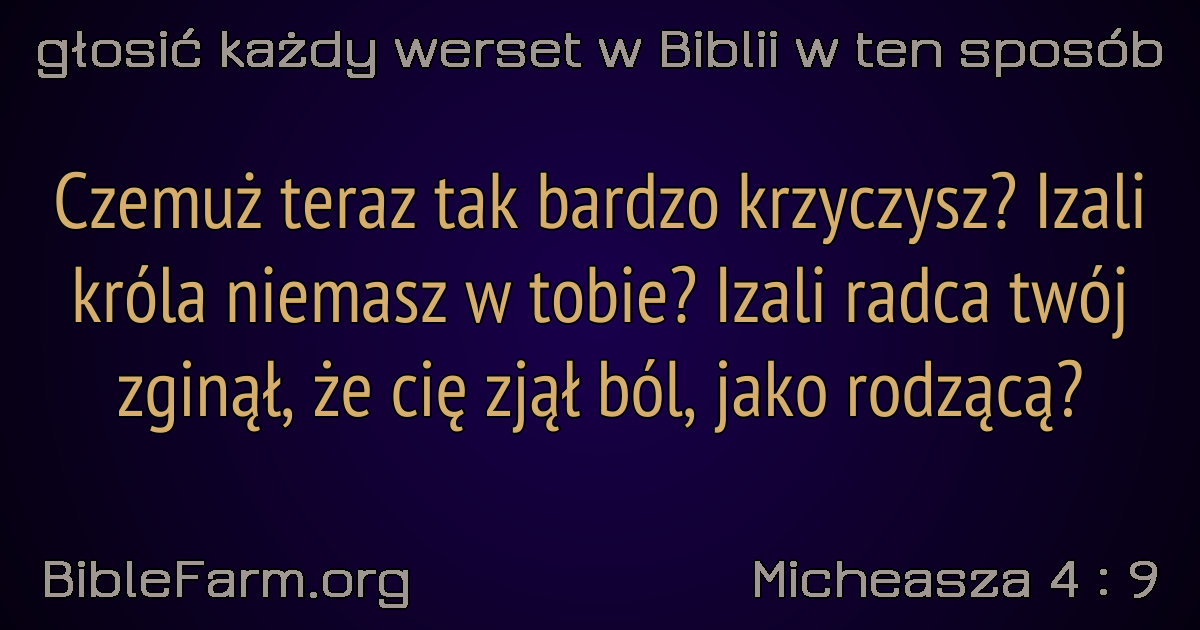 głosić każdy werset w Biblii w ten sposób
Czemuż teraz tak bardzo krzyczysz? Izali
króla niemasz w tobie? Izali radca twój
zginął, że cię zjął ból, jako rodzącą?
BibleFarm.org
Micheasza 4 : 9